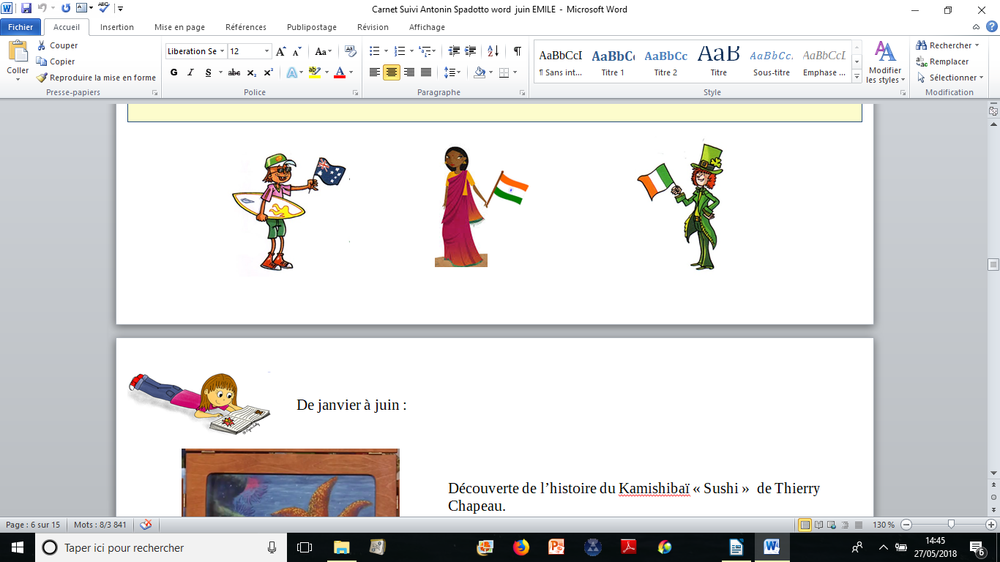 Carnet Suivi Antonin Spadotto word juin EMILE - Microsoft Word
Fichier Accueil Insertion Mise en page Références Publipostage Révision Affichage
Coller
Couper
Copier
Reproduire la mise en forme
Presse-papiers
Liberation Se 12
G I S abc x₂ x²
Police
Paragraphe
AaBbCcI AaBbCc AaBbCc AaB AaBbCc. AaBbCcI
¶ Sans int... Titre 1 Titre 2 Titre Sous-titre Emphase ...
Modifier
les styles
Style
Rechercher
Remplacer
Sélectionner
Modification
De janvier à juin :
Découverte de l’histoire du Kamishibaï « Sushi » de Thierry
Chapeau.
Page : 6 sur 15 Mots : 8/3 841
130 %
Taper ici pour rechercher
14:45
27/05/2018
6